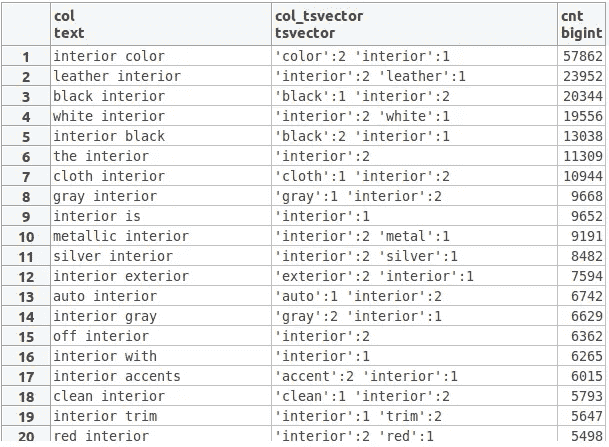 col col_tsvector cnt
text tsvector bigint
1 interior color 'color':2 'interior':1 57862
2 leather interior 'interior':2 'leather':1 23952
3 black interior 'black':1 'interior':2 20344
4 white interior 'interior':2 'white':1 19556
5 interior black 'black':2 'interior':1 13038
6 the interior 'interior':2 11309
7 cloth interior 'cloth':1 'interior':2 10944
8 gray interior 'gray':1 'interior':2 9668
9 interior is 'interior':1 9652
10 metallic interior 'interior':2 'metal':1 9191
11 silver interior 'interior':2 'silver':1 8482
12 interior exterior 'exterior':2 'interior':1 7594
13 auto interior 'auto':1 'interior':2 6742
14 interior gray 'gray':2 'interior':1 6629
15 off interior 'interior':2 6362
16 interior with 'interior':1 6265
17 interior accents 'accent':2 'interior':1 6015
18 clean interior 'clean':1 'interior':2 5793
19 interior trim 'interior':1 'trim':2 5647
20 red interior 'interior':2 'red':1 5498